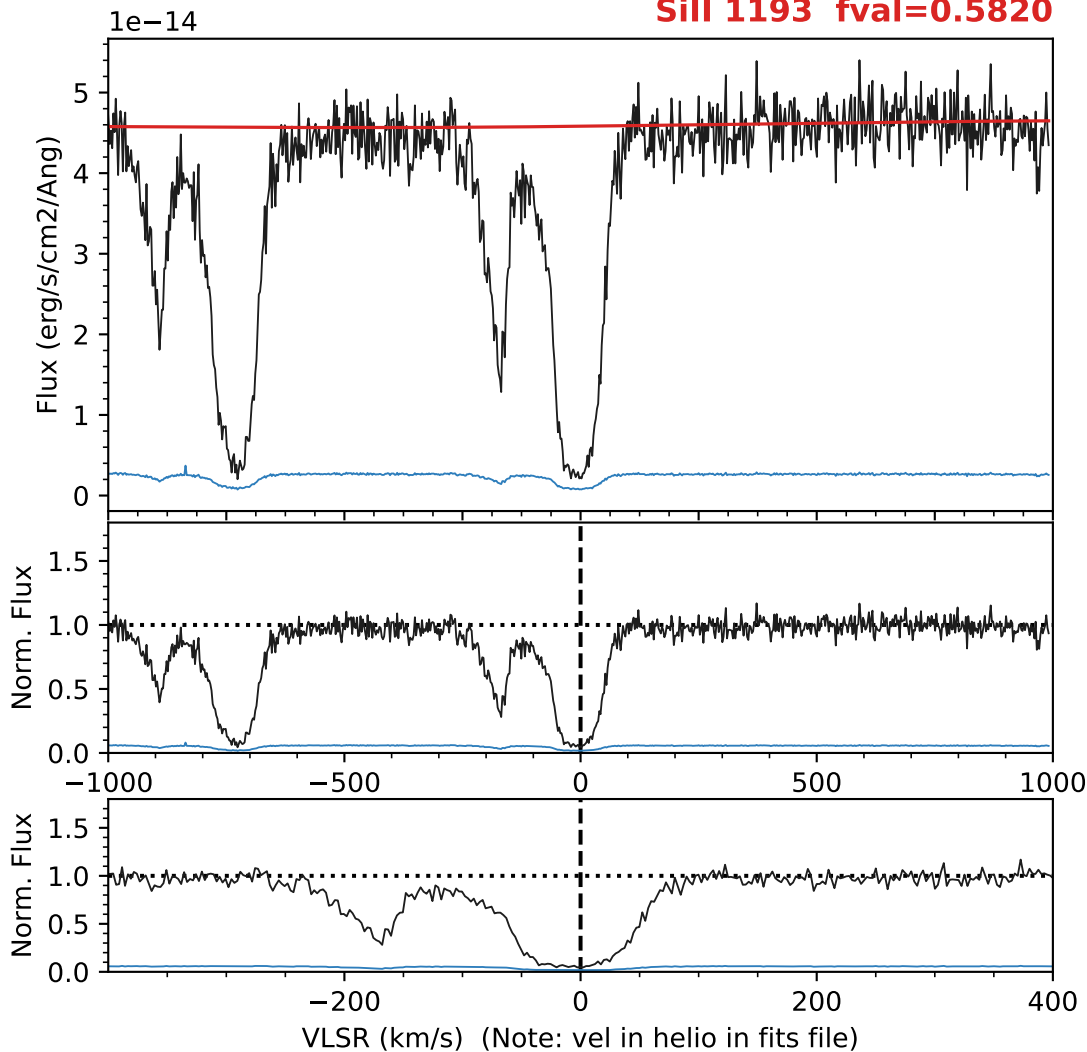 SiII 1193 fval=0.5820
1e−14
5
4
3
2
1
0
Flux (erg/s/cm2/Ang)
1.5
1.0
0.5
0.0
Norm. Flux
−1000 −500 0 500 1000
1.5
1.0
0.5
0.0
Norm. Flux
−200 0 200 400
VLSR (km/s) (Note: vel in helio in fits file)